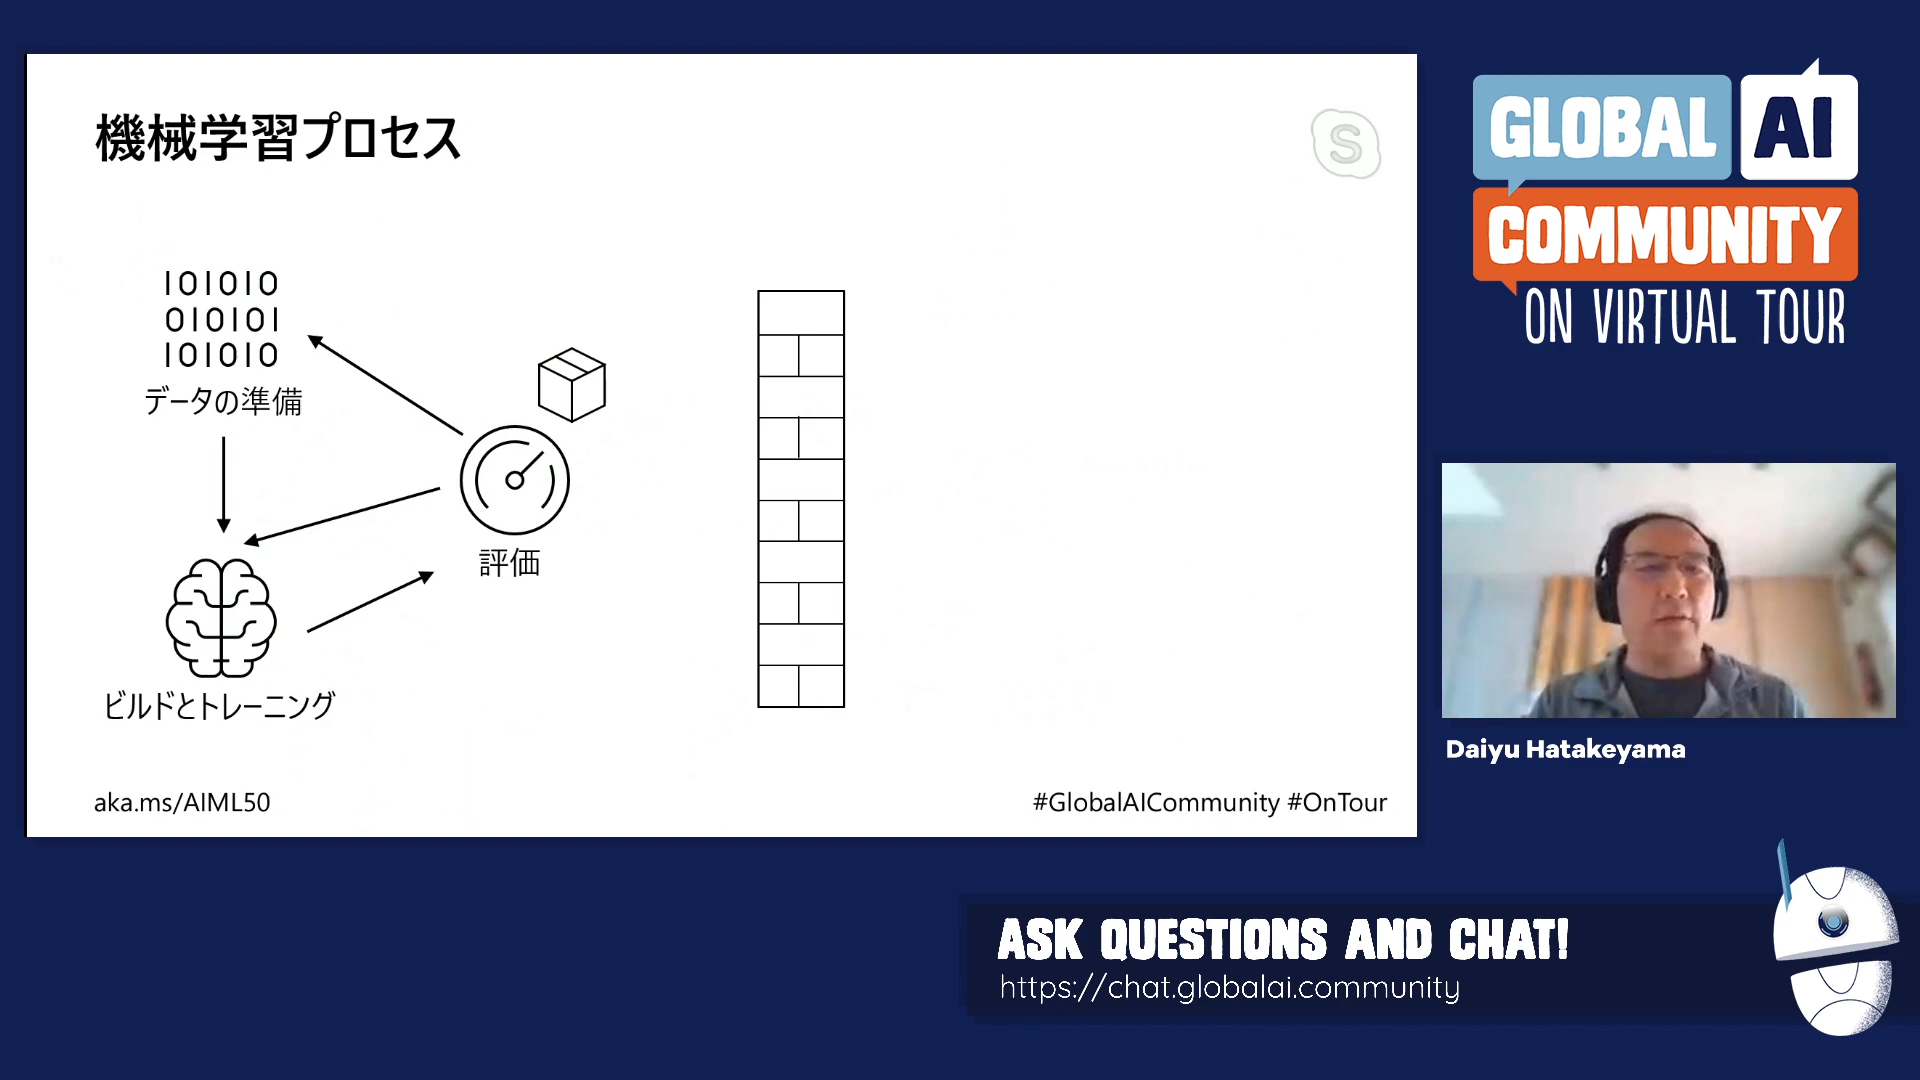 機械学習プロセス
S
101010
010101
101010
データの準備
評価
ビルドとトレーニング
aka.ms/AIML50
#GlobalAICommunity #OnTour
GLOBAL AI
COMMUNITY
ON VIRTUAL TOUR
Daiyu Hatakeyama
ASK QUESTIONS AND CHAT!
https://chat.globalai.community